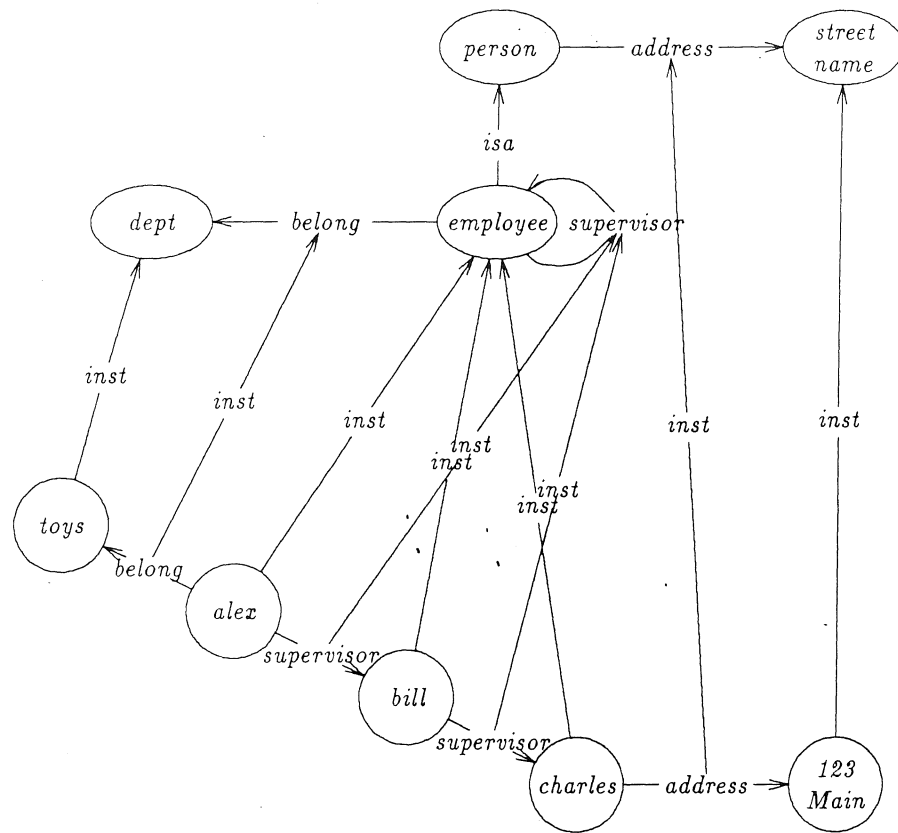 person
address
street
name
isa
dept
belong
employee
supervisor
inst
inst
inst
inst
inst
inst
inst
inst
inst
toys
belong
alex
supervisor
bill
supervisor
charles
address
123
Main